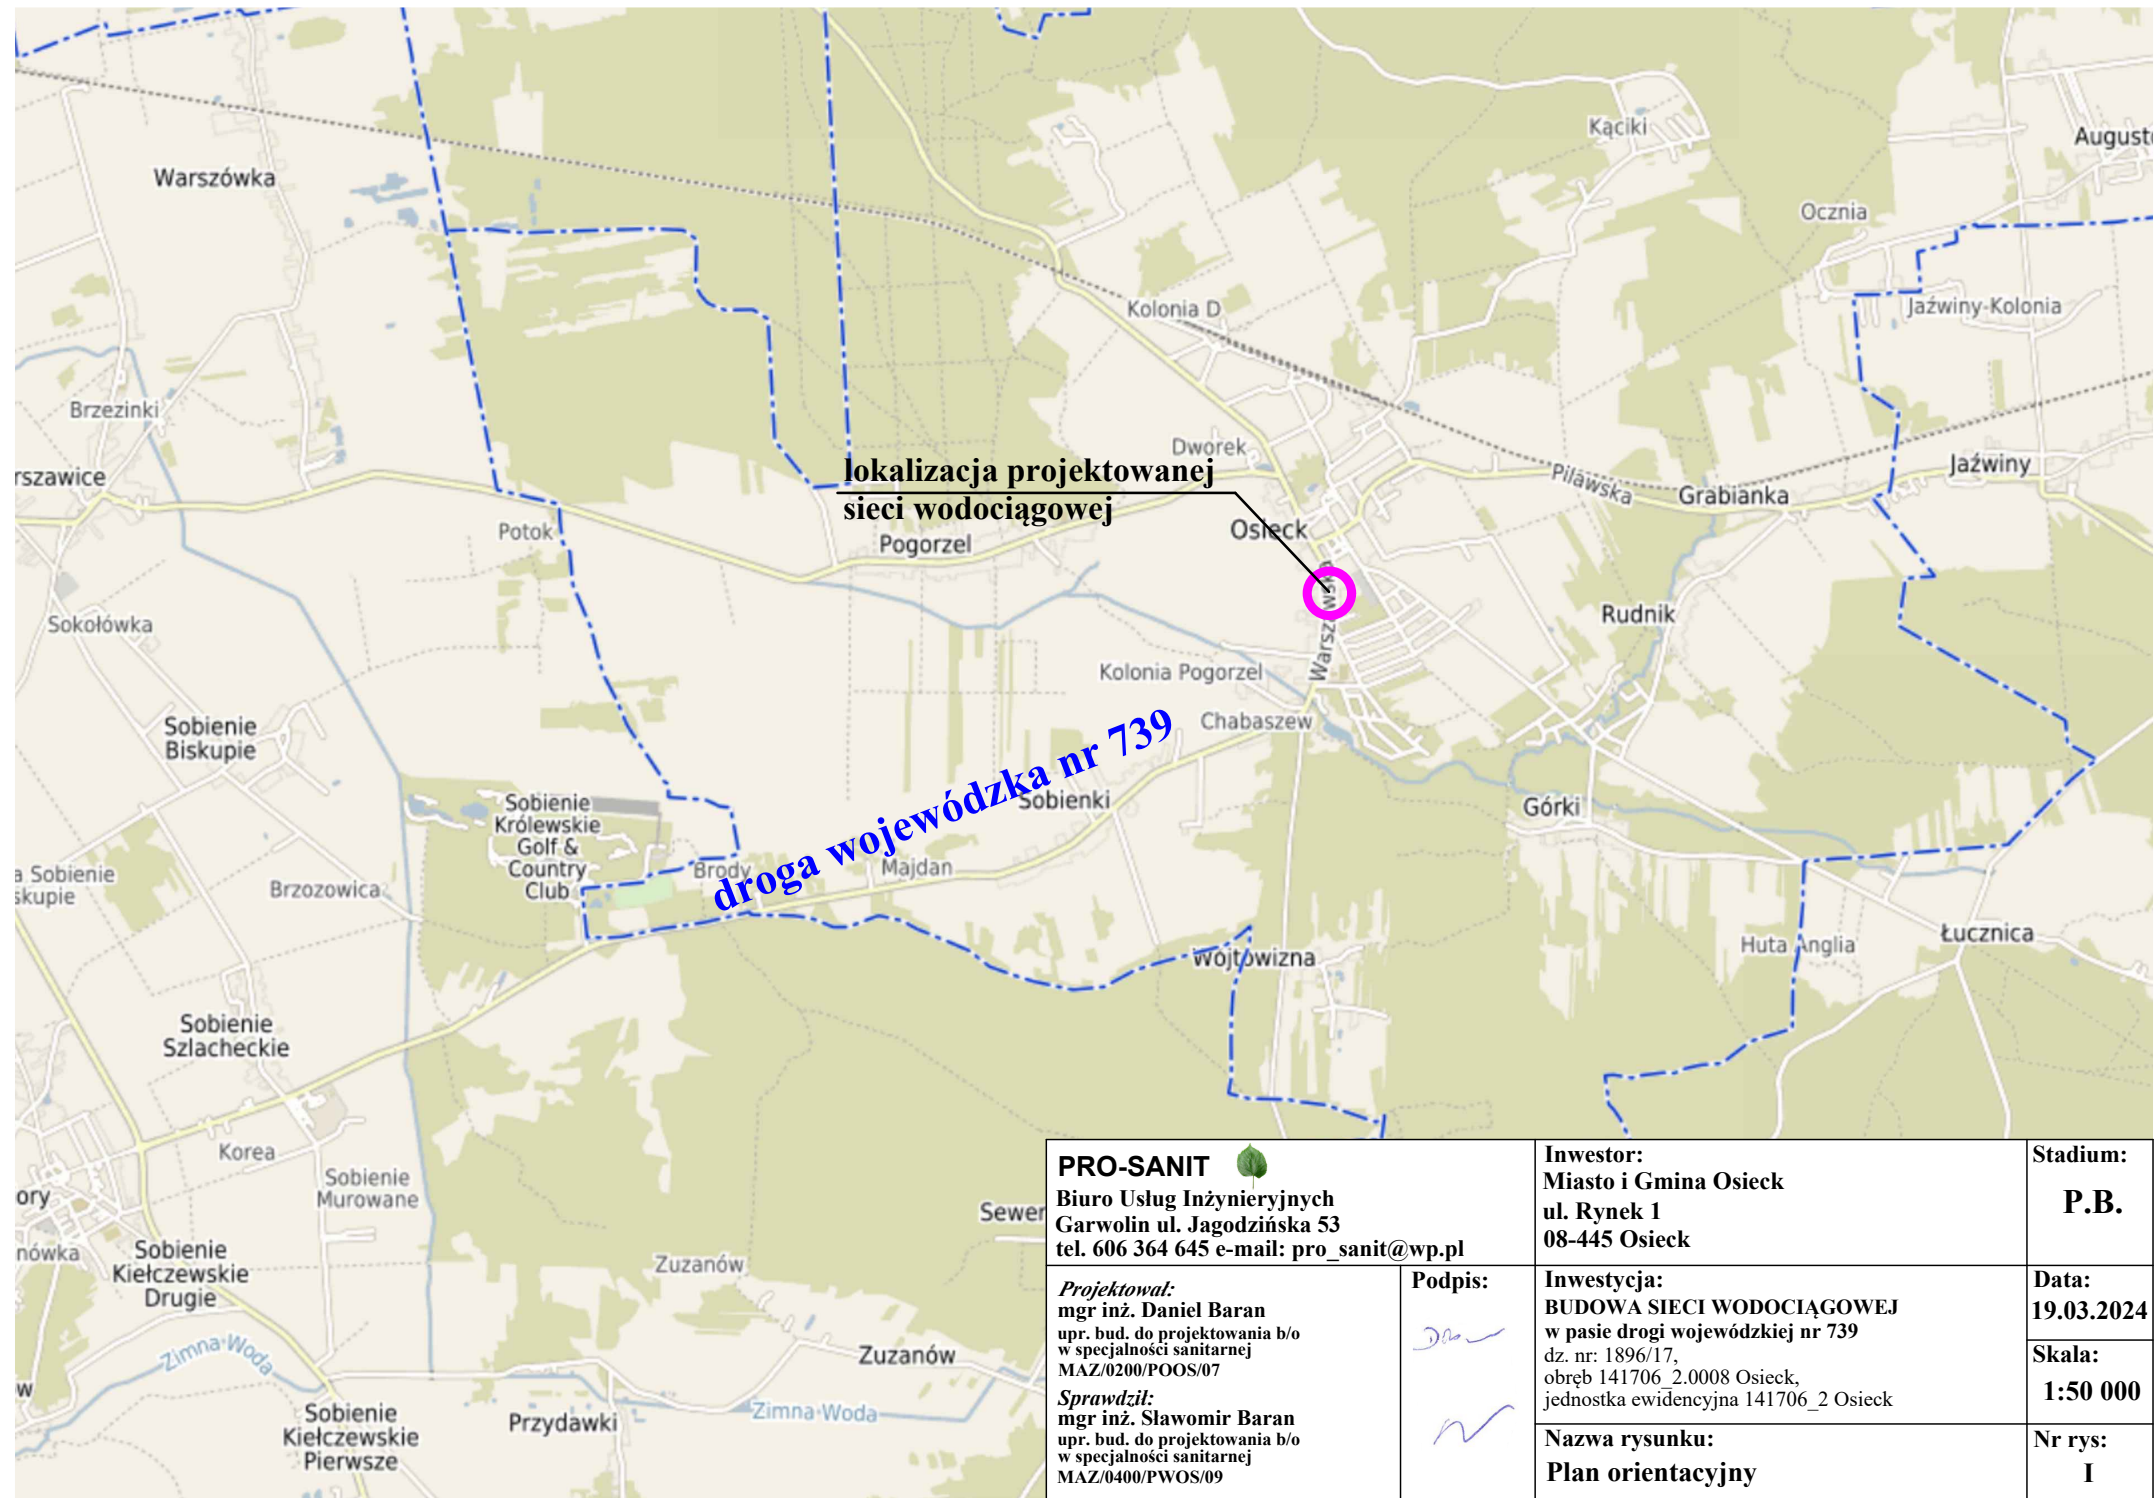 Kąciki
Warszówka
Ocznia
Jaźwiny-Kolonia
Kolonia D
Brzezinki
Dworek
lokalizacja projektowanej
sieci wodociągowej
Jaźwiny
rszawice
Piławska
Grabianka
Potok
Osieck
Pogorzel
Rudnik
Sokołówka
Kolonia Pogorzel
Chabaszew
Sobienie
Biskupie
droga wojewódzka nr 739
Sobienki
Sobienie
Królewskie
Golf &
Country
Club
Górki
Brody
Majdan
a Sobienie
skupie
Brzozowica
Huta Anglia
Łucznica
Wójtowizna
Sobienie
Szlacheckie
Korea
Sobienie
Murowane
ory
nówka
Sewer
Sobienie
Kiełczewskie
Drugie
Zuzanów
Zimna Woda
Zuzanów
w
Sobienie
Kiełczewskie
Pierwsze
Przydawki
Zimna Woda
PRO-SANIT
Biuro Usług Inżynieryjnych
Garwolin ul. Jagodzińska 53
tel. 606 364 645 e-mail: pro_sanit@wp.pl
Inwestor:
Miasto i Gmina Osieck
ul. Rynek 1
08-445 Osieck
Stadium:
P.B.
Projektował:
mgr inż. Daniel Baran
upr. bud. do projektowania b/o
w specjalności sanitarnej
MAZ/0200/POOS/07
Sprawdził:
mgr inż. Sławomir Baran
upr. bud. do projektowania b/o
w specjalności sanitarnej
MAZ/0400/PWOS/09
Podpis:
Inwestycja:
BUDOWA SIECI WODOCIĄGOWEJ
w pasie drogi wojewódzkiej nr 739
dz. nr: 1896/17,
obręb 141706_2.0008 Osieck,
jednostka ewidencyjna 141706_2 Osieck
Data:
19.03.2024
Skala:
1:50 000
Nazwa rysunku:
Plan orientacyjny
Nr rys:
I